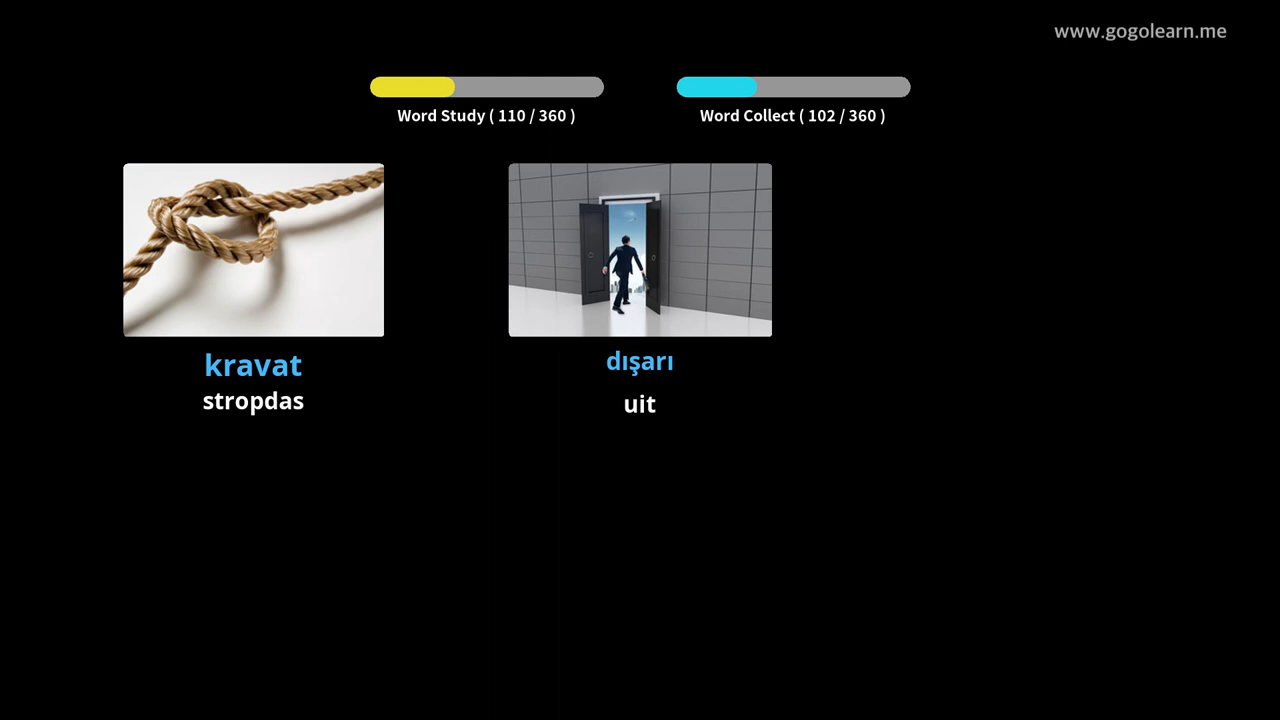 www.gogolearn.me
Word Study ( 110 / 360 )
Word Collect ( 102 / 360 )
kravat
stropdas
dışarı
uit